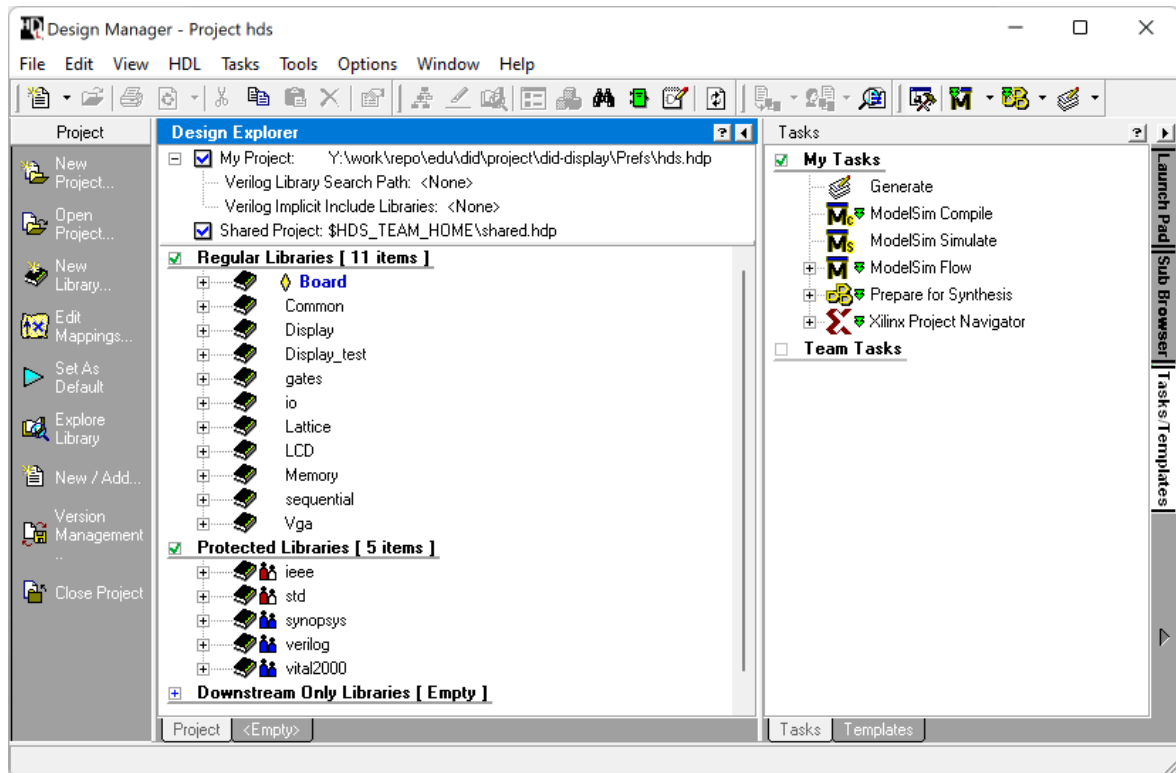 Design Manager - Project hds
File Edit View HDL Tasks Tools Options Window Help
Project
New Project...
Open Project...
New Library...
Edit Mappings...
Set As Default
Explore Library
New / Add...
Version Management ..
Close Project
Design Explorer
My Project: Y:\work\repo\edu\did\project\did-display\Prefs\hds.hdp
Verilog Library Search Path: <None>
Verilog Implicit Include Libraries: <None>
Shared Project: $HDS_TEAM_HOME\shared.hdp
Regular Libraries [ 11 items ]
Board
Common
Display
Display_test
gates
io
Lattice
LCD
Memory
sequential
Vga
Protected Libraries [ 5 items ]
ieee
std
synopsys
verilog
vital2000
Downstream Only Libraries [ Empty ]
Project <Empty>
Tasks
My Tasks
Generate
ModelSim Compile
ModelSim Simulate
ModelSim Flow
Prepare for Synthesis
Xilinx Project Navigator
Team Tasks
Tasks Templates
Launch Pad
Sub Browser
Tasks/Templates